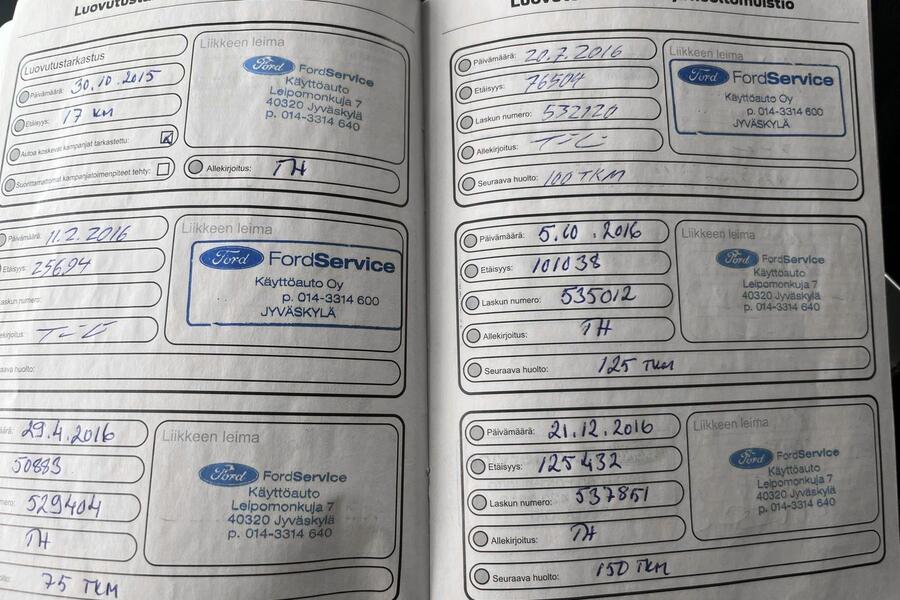 Luovutustarkastus
Päivämäärä: 30.10.2015
Etäisyys: 17 KM
Autoa koskevat kampanjat tarkastettu:
Suorittamattomat kampanjatoimenpiteet tehty:
Liikkeen leima
Ford FordService
Käyttöauto
Leipomonkuja 7
40320 Jyväskylä
p. 014-3314 640
Allekirjoitus: TH
Päivämäärä: 11.2.2016
Etäisyys: 25694
Laskun numero:
Liikkeen leima
Ford FordService
Käyttöauto Oy
p. 014-3314 600
JYVÄSKYLÄ
29.4.2016
50883
529404
TH
75 TKM
Liikkeen leima
Ford FordService
Käyttöauto
Leipomonkuja 7
40320 Jyväskylä
p. 014-3314 640
Päivämäärä: 20.7.2016
Etäisyys: 76504
Laskun numero: 532120
Allekirjoitus:
Seuraava huolto: 100 TKM
Liikkeen leima
Ford FordService
Käyttöauto Oy
p. 014-3314 600
JYVÄSKYLÄ
Päivämäärä: 5.10.2016
Etäisyys: 101038
Laskun numero: 535012
Allekirjoitus: TH
Seuraava huolto: 125 TKM
Liikkeen leima
Ford FordService
Käyttöauto
Leipomonkuja 7
40320 Jyväskylä
p. 014-3314 640
Päivämäärä: 21.12.2016
Etäisyys: 125432
Laskun numero: 537851
Allekirjoitus: TH
Seuraava huolto: 150 TKM
Liikkeen leima
Ford FordService
Käyttöauto
Leipomonkuja 7
40320 Jyväskylä
p. 014-3314 640